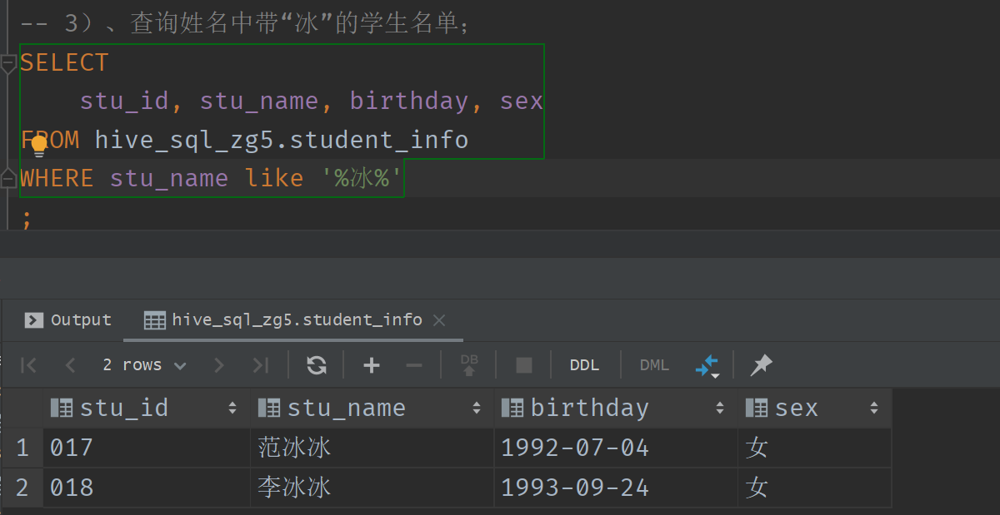 -- 3）、查询姓名中带“冰”的学生名单;
SELECT
stu_id, stu_name, birthday, sex
FROM hive_sql_zg5.student_info
WHERE stu_name like '%冰%'
;
Output hive_sql_zg5.student_info
2 rows DB DDL DML
stu_id stu_name birthday sex
1 017 范冰冰 1992-07-04 女
2 018 李冰冰 1993-09-24 女